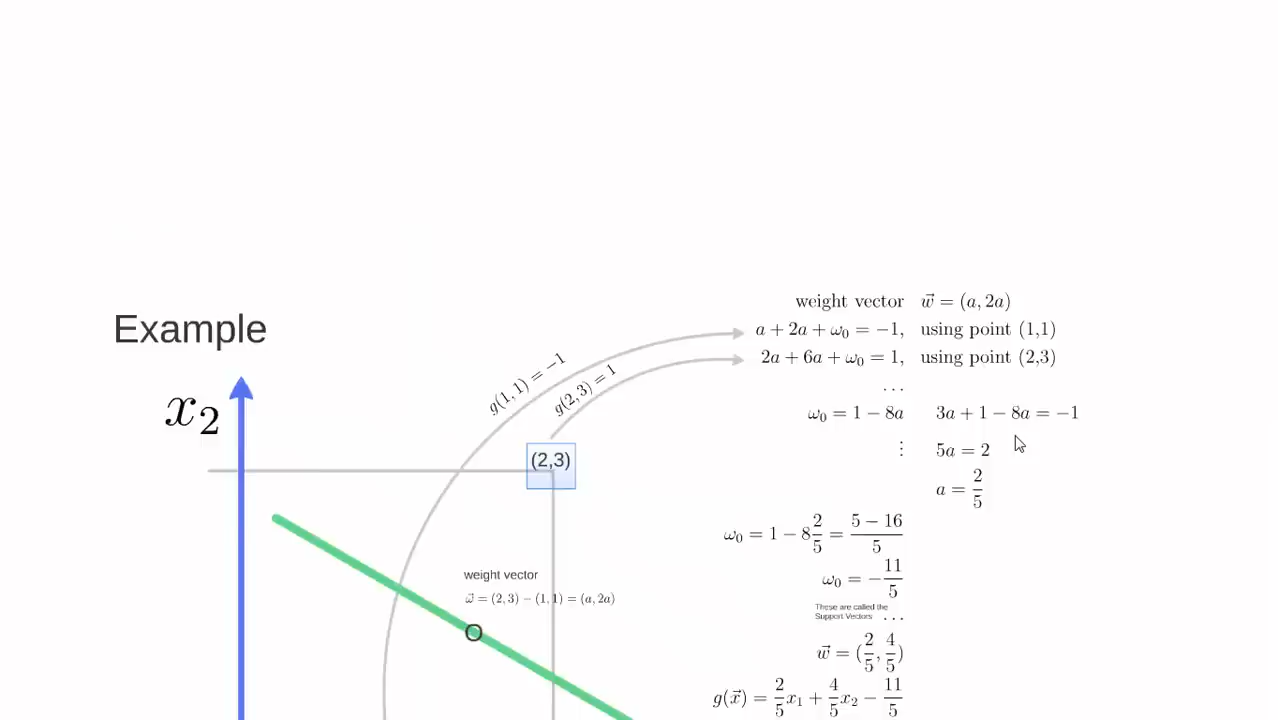 Example
x₂
g(1, 1) = −1
g(2, 3) = 1
(2,3)
weight vector
ω⃗ = (2, 3) − (1, 1) = (a, 2a)
weight vector w⃗ = (a, 2a)
a + 2a + ω₀ = −1, using point (1,1)
2a + 6a + ω₀ = 1, using point (2,3)
...
ω₀ = 1 − 8a 3a + 1 − 8a = −1
⋮ 5a = 2
a = 2/5
ω₀ = 1 − 8 2/5 = (5 − 16)/5
ω₀ = − 11/5
These are called the
Support Vectors ...
w⃗ = (2/5, 4/5)
g(x⃗) = 2/5 x₁ + 4/5 x₂ − 11/5